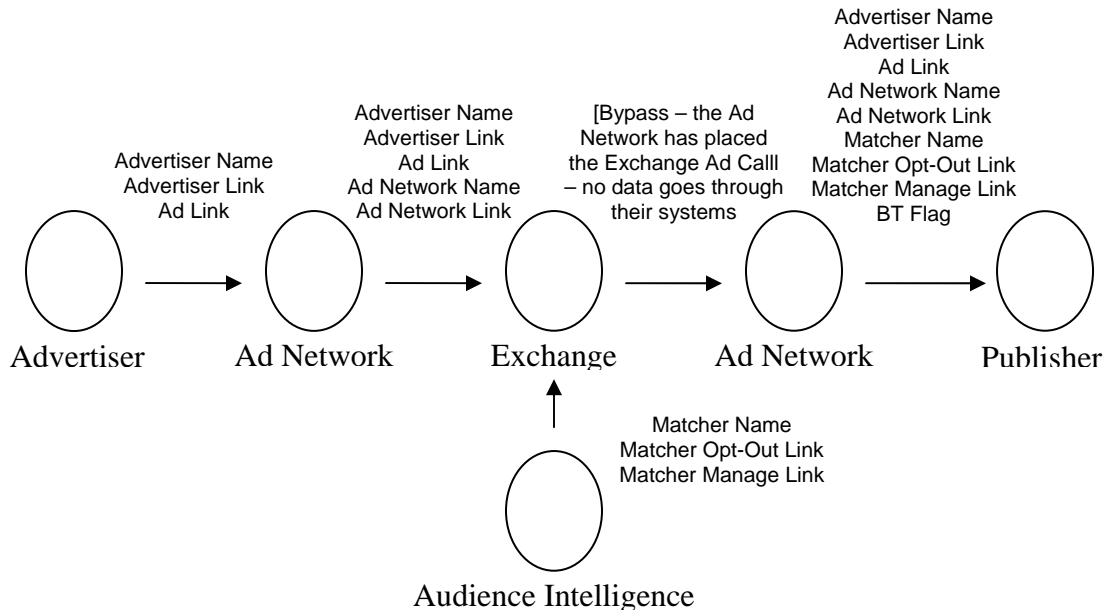 Advertiser Name
Advertiser Link
Ad Link
Advertiser Name
Advertiser Link
Ad Link
Ad Network Name
Ad Network Link
[Bypass – the Ad
Network has placed
the Exchange Ad Calll
– no data goes through
their systems
Advertiser Name
Advertiser Link
Ad Link
Ad Network Name
Ad Network Link
Matcher Name
Matcher Opt-Out Link
Matcher Manage Link
BT Flag
Advertiser
Ad Network
Exchange
Ad Network
Publisher
Matcher Name
Matcher Opt-Out Link
Matcher Manage Link
Audience Intelligence